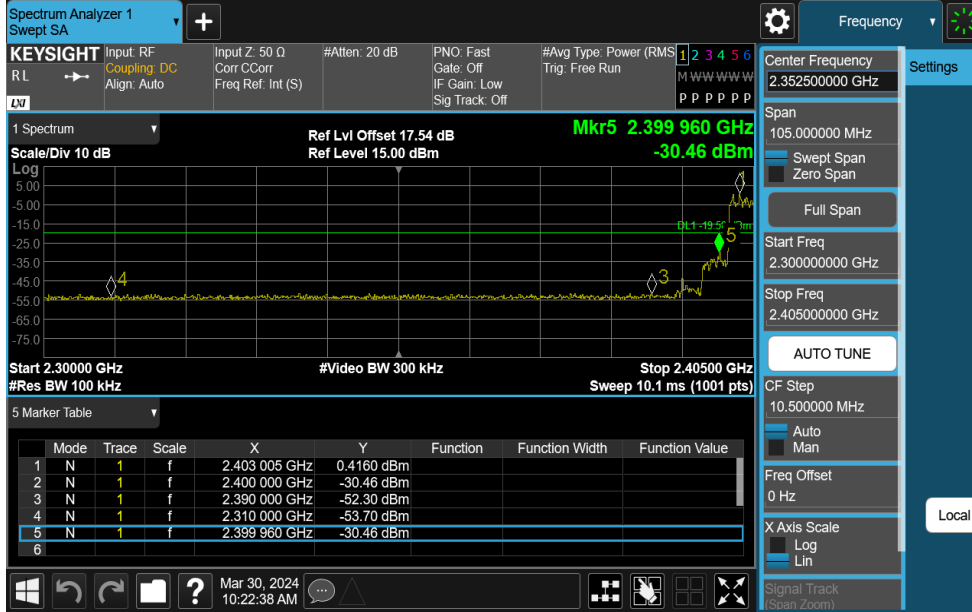 Spectrum Analyzer 1
Swept SA
Frequency
KEYSIGHT
RL
LXI
Input: RF
Coupling: DC
Align: Auto
Input Z: 50 Ω
Corr CCorr
Freq Ref: Int (S)
#Atten: 20 dB
PNO: Fast
Gate: Off
IF Gain: Low
Sig Track: Off
#Avg Type: Power (RMS
Trig: Free Run
1 2 3 4 5 6
M W W W W W
P P P P P P
1 Spectrum
Scale/Div 10 dB
Ref Lvl Offset 17.54 dB
Ref Level 15.00 dBm
Mkr5 2.399 960 GHz
-30.46 dBm
Log
5.00
-5.00
-15.0
-25.0
-35.0
-45.0
-55.0
-65.0
-75.0
5
4
3
Start 2.30000 GHz
#Res BW 100 kHz
#Video BW 300 kHz
Stop 2.40500 GHz
Sweep 10.1 ms (1001 pts)
5 Marker Table
Mode Trace Scale X Y Function Function Width Function Value
1 N 1 f 2.403 005 GHz 0.4160 dBm
2 N 1 f 2.400 000 GHz -30.46 dBm
3 N 1 f 2.390 000 GHz -52.30 dBm
4 N 1 f 2.310 000 GHz -53.70 dBm
5 N 1 f 2.399 960 GHz -30.46 dBm
6
Mar 30, 2024
10:22:38 AM
?
Center Frequency
2.352500000 GHz
Span
105.000000 MHz
Swept Span
Zero Span
Full Span
Start Freq
2.300000000 GHz
Stop Freq
2.405000000 GHz
AUTO TUNE
CF Step
10.500000 MHz
Auto
Man
Freq Offset
0 Hz
X Axis Scale
Log
Lin
Signal Track
(Span Zoom)
Settings
Local